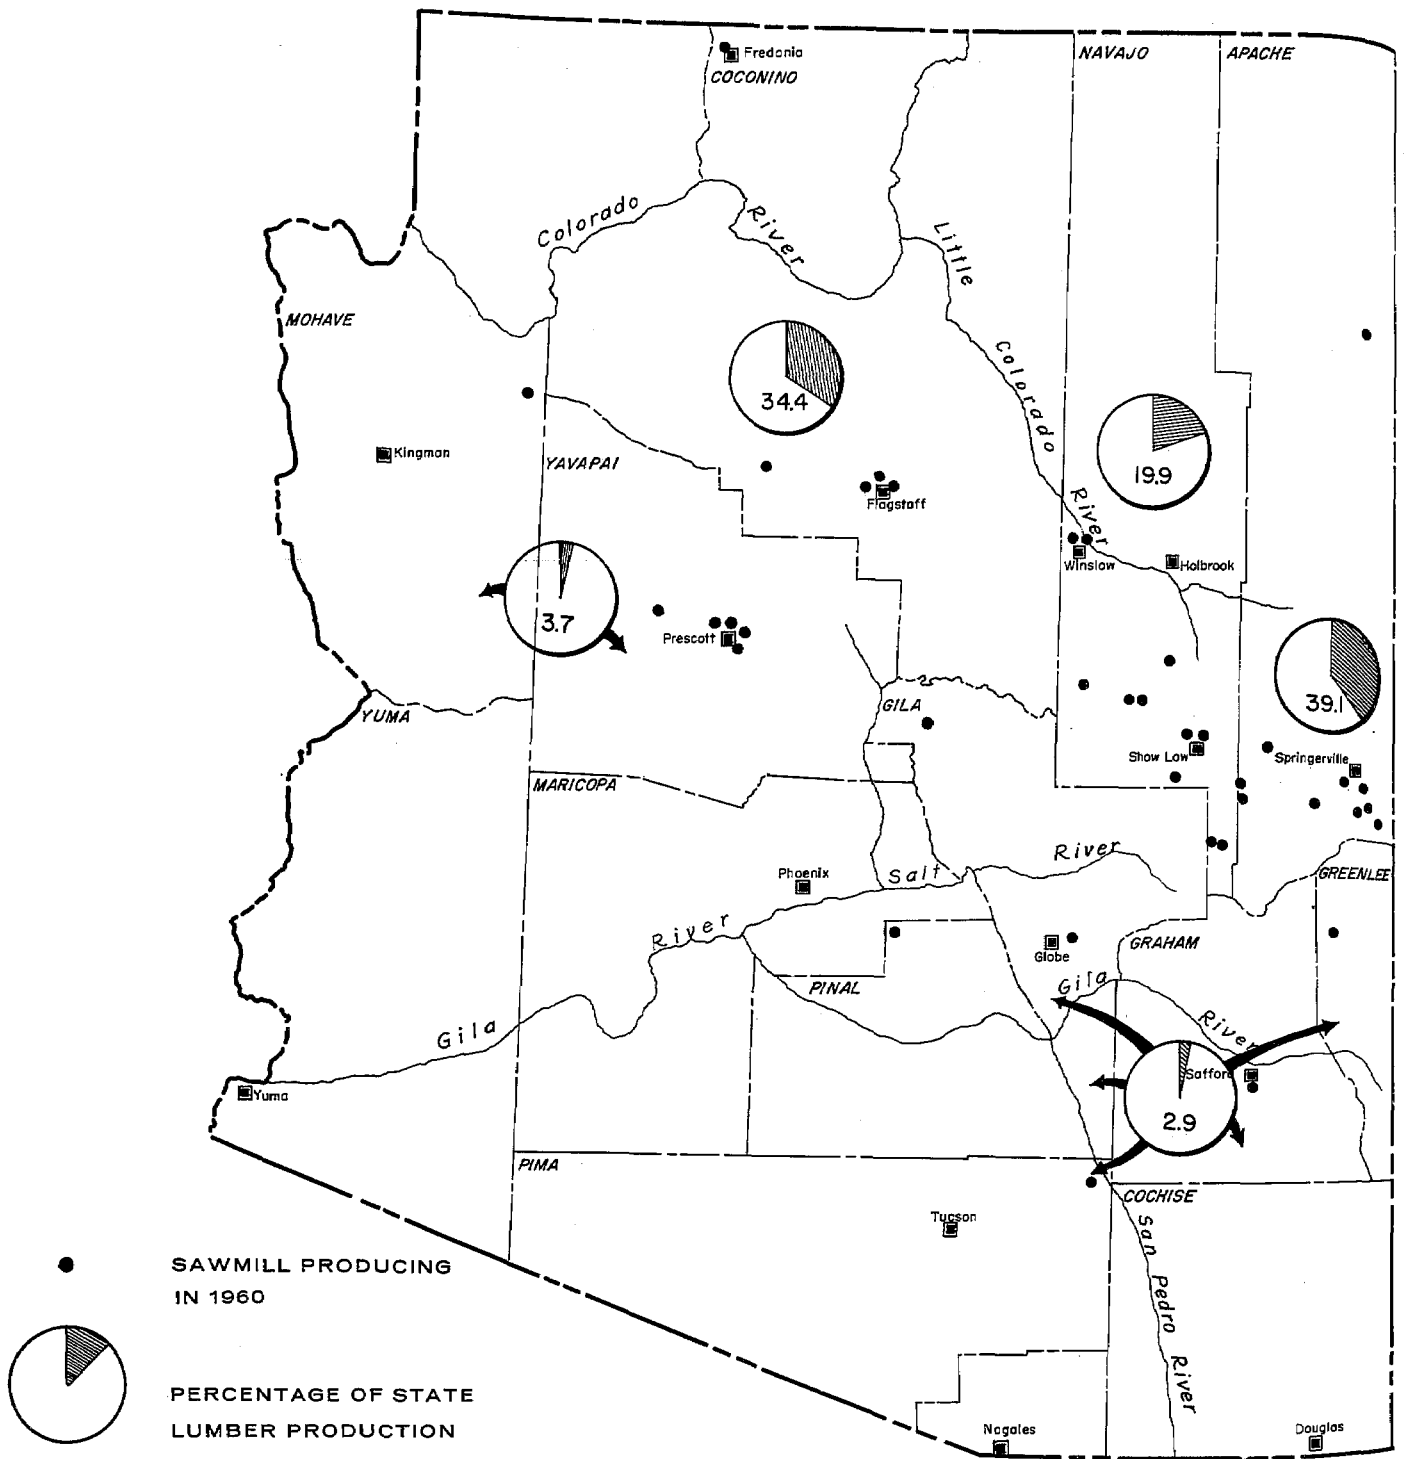 Fredonia
COCONINO
NAVAJO
APACHE
Colorado
River
Little
Colorado
River
MOHAVE
34.4
Kingman
YAVAPAI
Flagstaff
19.9
Winslow
Holbrook
3.7
Prescott
39.1
YUMA
GILA
Show Low
Springerville
MARICOPA
Phoenix
Salt
River
GREENLEE
River
Globe
GRAHAM
PINAL
Gila
River
Gila
Safford
2.9
Yuma
PIMA
COCHISE
Tucson
San Pedro River
Nogales
Douglas
SAWMILL PRODUCING
IN 1960
PERCENTAGE OF STATE
LUMBER PRODUCTION